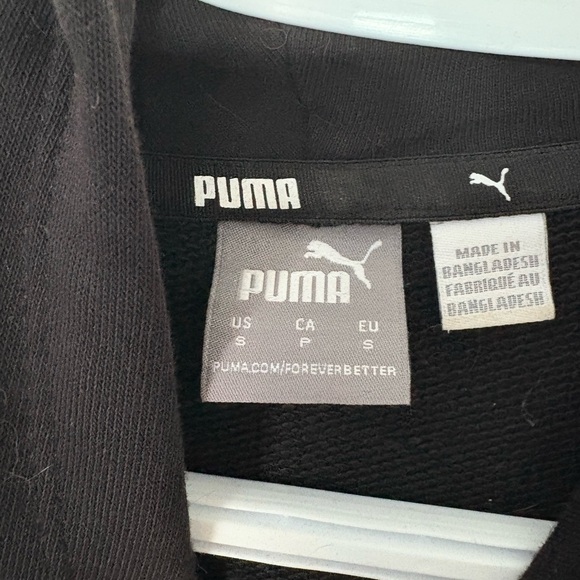 PUMA
PUMA
US CA EU
S P S
PUMA.COM/FOREVERBETTER
MADE IN
BANGLADESH
FABRIQUÉ AU
BANGLADESH